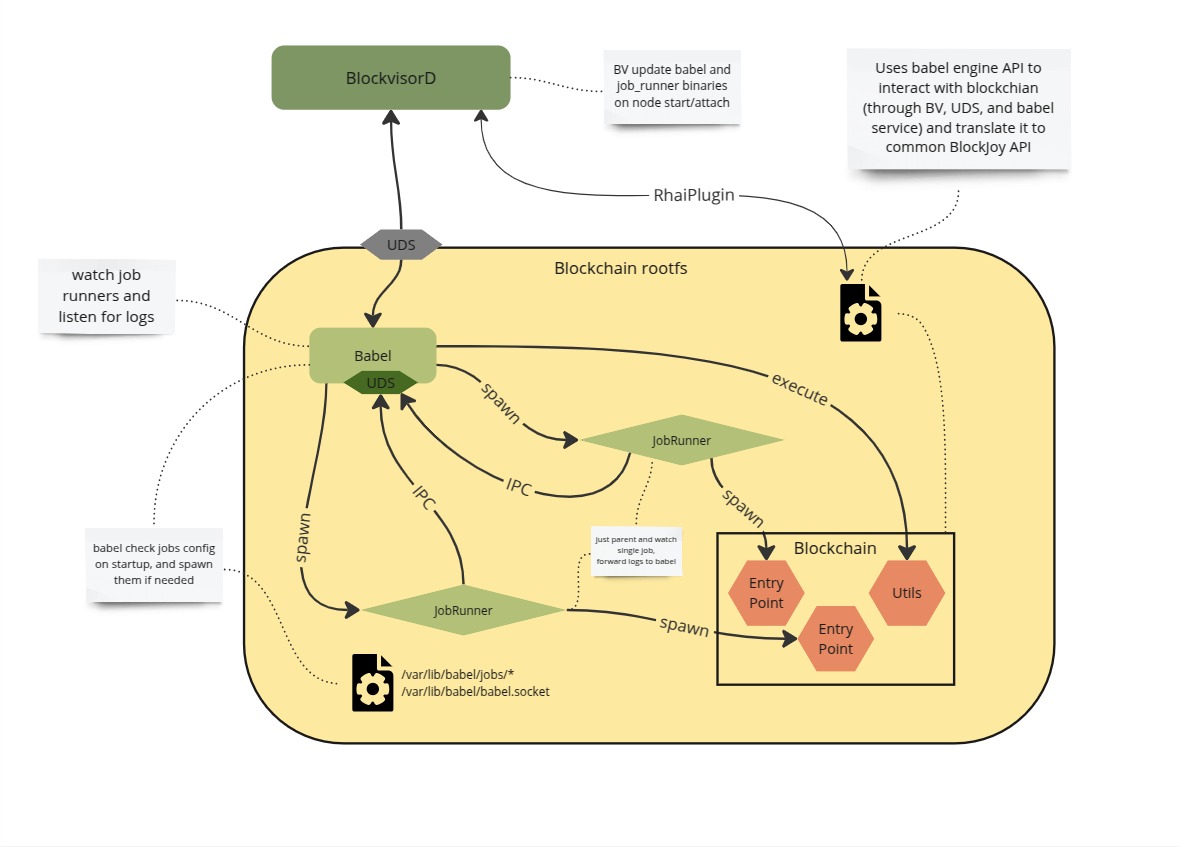 BlockvisorD
BV update babel and
job_runner binaries
on node start/attach
Uses babel engine API to
interact with blockchian
(through BV, UDS, and babel
service) and translate it to
common BlockJoy API
RhaiPlugin
UDS
Blockchain rootfs
watch job
runners and
listen for logs
Babel
UDS
execute
spawn
JobRunner
IPC
IPC
spawn
spawn
just parent and watch
single job,
forward logs to babel
babel check jobs config
on startup, and spawn
them if needed
Blockchain
Entry
Point
Utils
JobRunner
spawn
Entry
Point
/var/lib/babel/jobs/*
/var/lib/babel/babel.socket